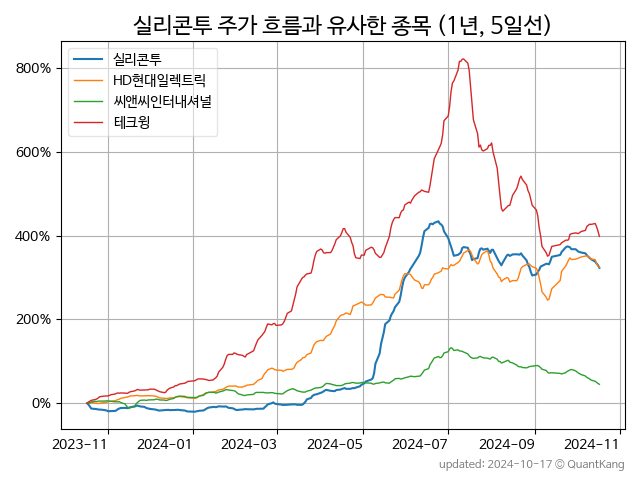 실리콘투 주가 흐름과 유사한 종목 (1년, 5일선)
실리콘투
HD현대일렉트릭
씨앤씨인터내셔널
테크윙
800%
600%
400%
200%
0%
2023-11 2024-01 2024-03 2024-05 2024-07 2024-09 2024-11
updated: 2024-10-17 © QuantKang